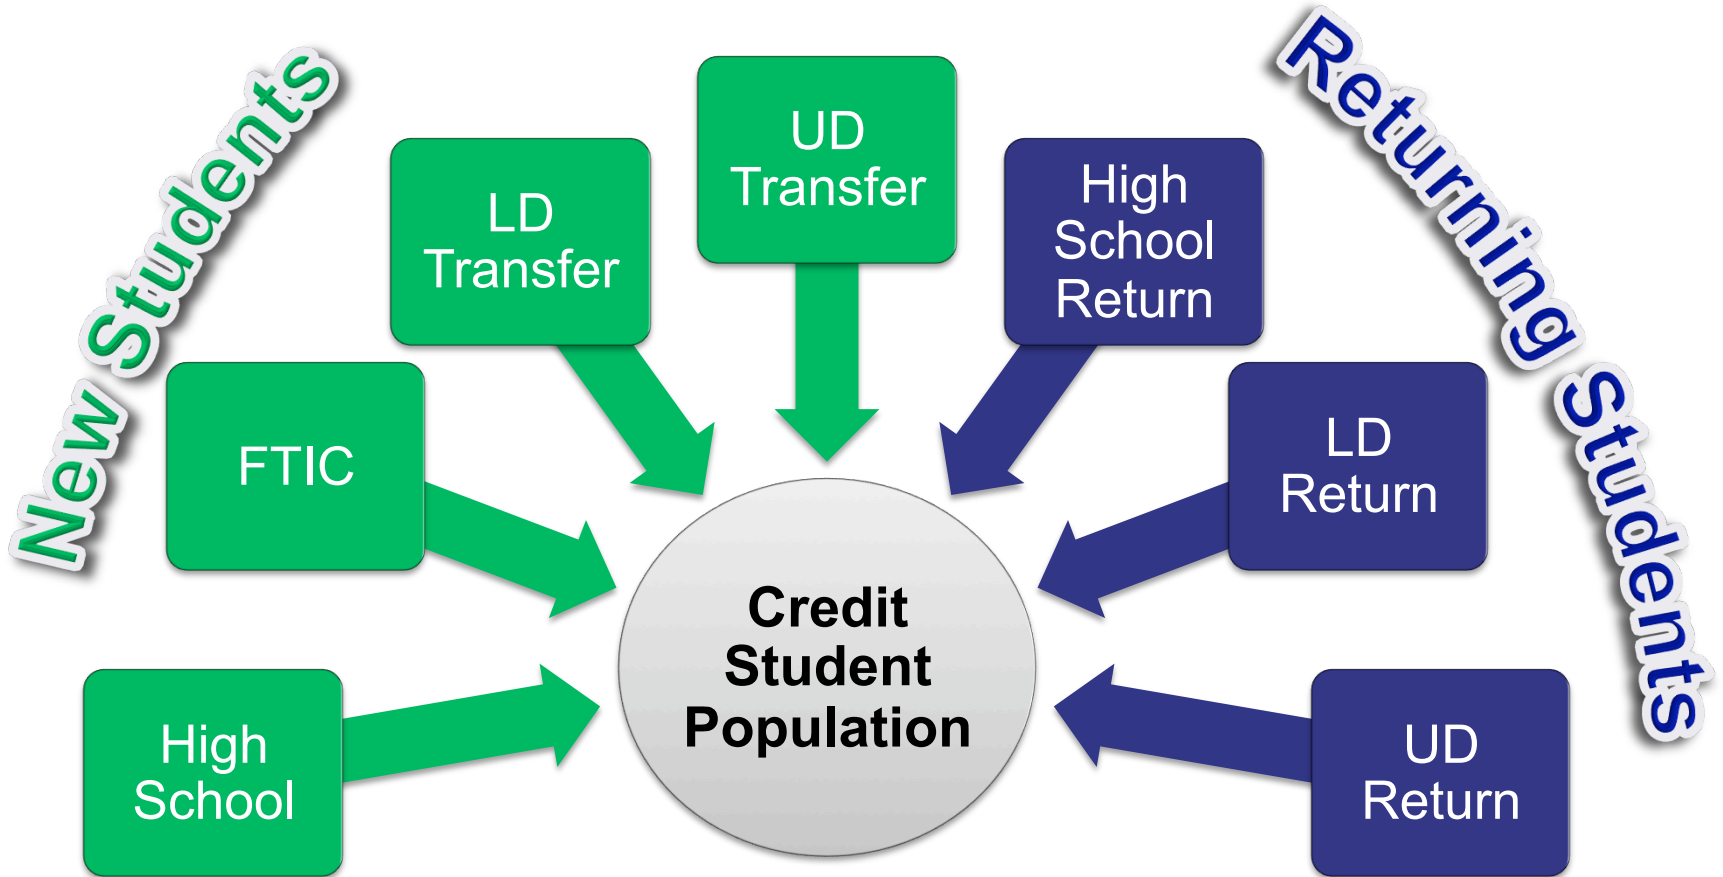 New Students
Returning Students
UD
Transfer
LD
Transfer
High
School
Return
FTIC
LD
Return
High
School
UD
Return
Credit
Student
Population